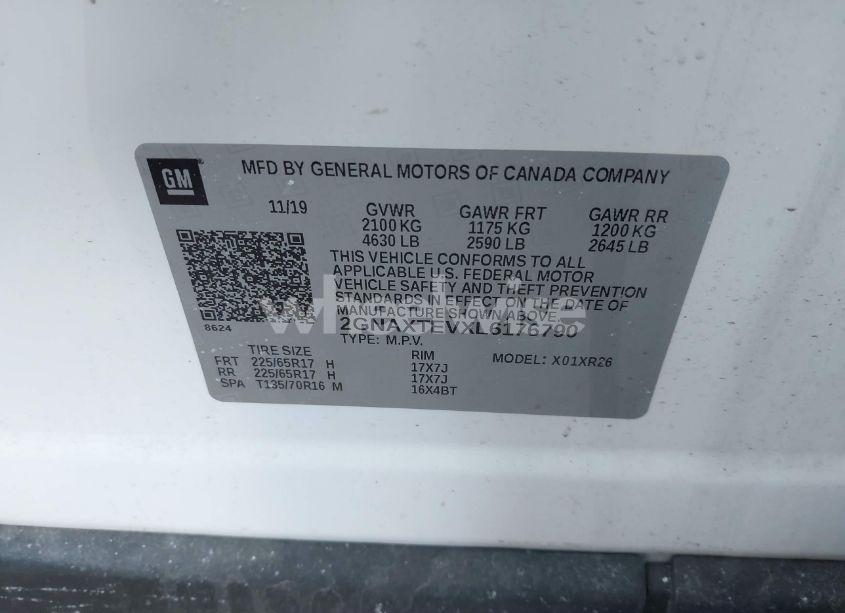 GM
MFD BY GENERAL MOTORS OF CANADA COMPANY
11/19 GVWR GAWR FRT GAWR RR
2100 KG 1175 KG 1200 KG
4630 LB 2590 LB 2645 LB
THIS VEHICLE CONFORMS TO ALL
APPLICABLE U.S. FEDERAL MOTOR
VEHICLE SAFETY AND THEFT PREVENTION
STANDARDS IN EFFECT ON THE DATE OF
MANUFACTURE SHOWN ABOVE.
8624 2GNAXTEVXL6176790
TYPE: M.P.V.
TIRE SIZE RIM MODEL: X01XR26
FRT 225/65R17 H 17X7J
RR 225/65R17 H 17X7J
SPA T135/70R16 M 16X4BT